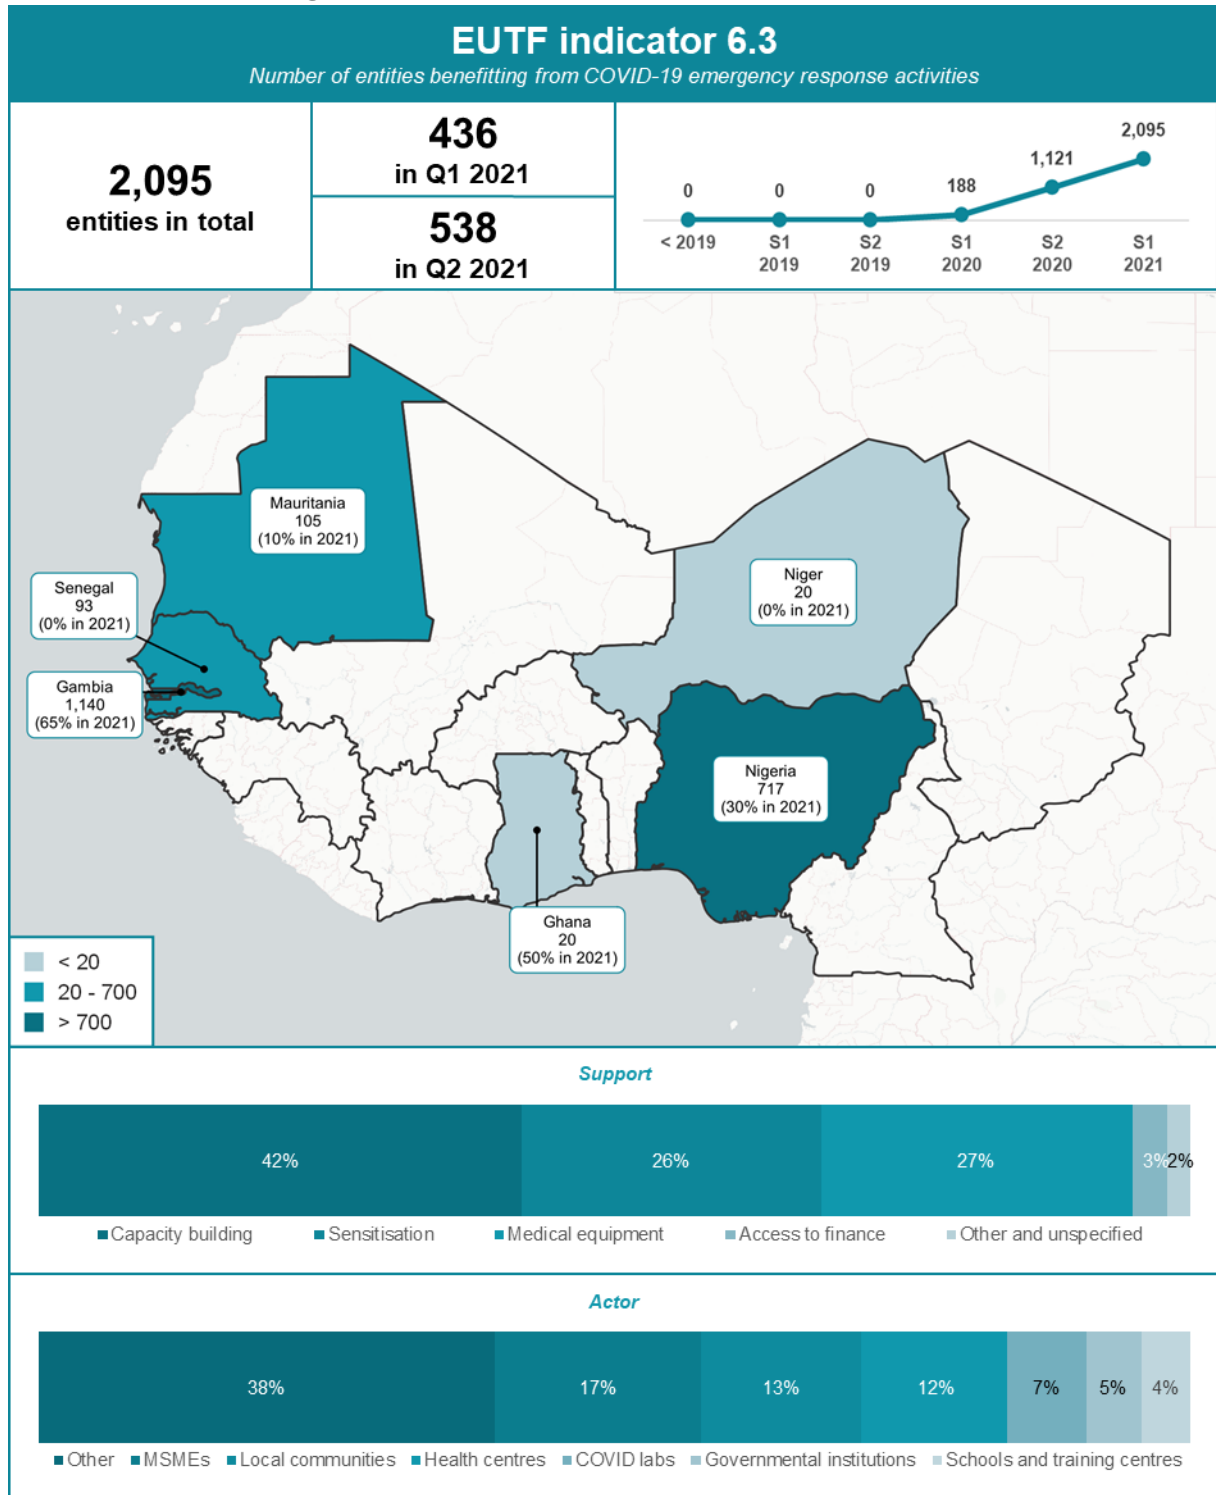 EUTF indicator 6.3
Number of entities benefitting from COVID-19 emergency response activities
2,095
entities in total
436
in Q1 2021
538
in Q2 2021
0
0
0
188
1,121
2,095
< 2019
S1
2019
S2
2019
S1
2020
S2
2020
S1
2021
Mauritania
105
(10% in 2021)
Senegal
93
(0% in 2021)
Gambia
1,140
(65% in 2021)
Niger
20
(0% in 2021)
Nigeria
717
(30% in 2021)
Ghana
20
(50% in 2021)
< 20
20 - 700
> 700
Support
42% 26% 27% 3% 2%
Capacity building Sensitisation Medical equipment Access to finance Other and unspecified
Actor
38% 17% 13% 12% 7% 5% 4%
Other MSMEs Local communities Health centres COVID labs Governmental institutions Schools and training centres